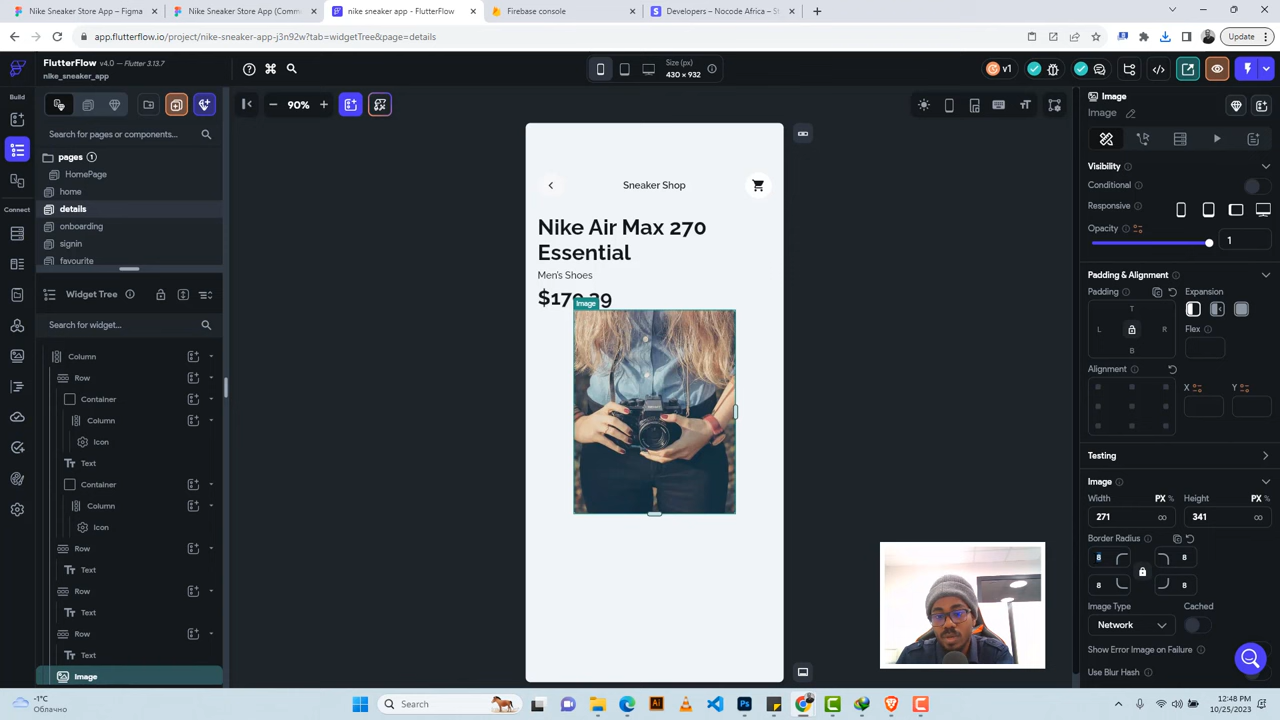 Nike Sneaker Store App – Figma
Nike Sneaker Store App (Comm
nike sneaker app - FlutterFlow
Firebase console
Developers – Nocode Africa – St
app.flutterflow.io/project/nike-sneaker-app-j3n92w?tab=widgetTree&page=details
Update
FlutterFlow v4.0 • Flutter 3.13.7
nike_sneaker_app
Size (px)
430 × 932
v1
Build
90%
Image
Image
Search for pages or components...
pages 1
HomePage
home
details
onboarding
signin
favourite
Connect
Widget Tree
Search for widget...
Column
Row
Container
Column
Icon
Text
Container
Column
Icon
Row
Text
Row
Text
Row
Text
Image
Sneaker Shop
Nike Air Max 270
Essential
Men's Shoes
Image
Visibility
Conditional
Responsive
Opacity
1
Padding & Alignment
Padding
Expansion
T
L
R
B
Flex
Alignment
X
Y
Testing
Image
Width PX %
Height PX %
271
341
Border Radius
8
8
8
8
Image Type
Cached
Network
Show Error Image on Failure
Use Blur Hash
-1°C
Облачно
Search
12:48 PM
10/25/2023